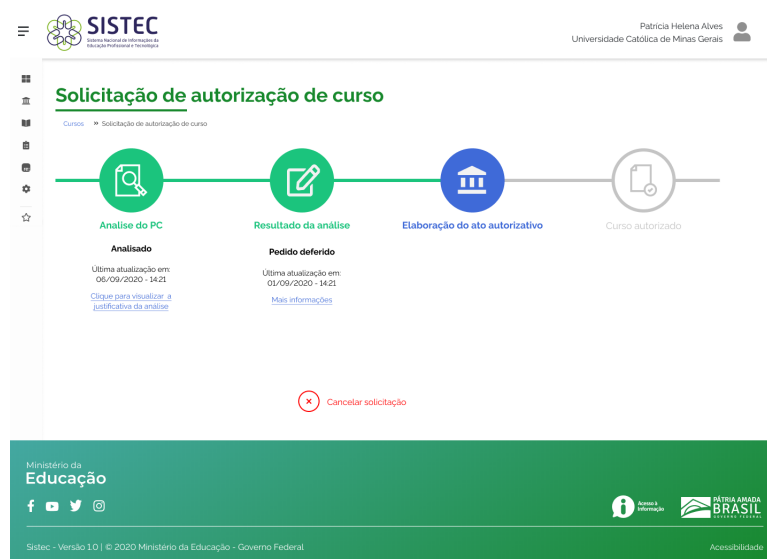 SISTEC
Sistema Nacional de Informações da
Educação Profissional e Tecnológica
Patrícia Helena Alves
Universidade Católica de Minas Gerais
Solicitação de autorização de curso
Cursos » Solicitação de autorização de curso
Analise do PC
Resultado da análise
Elaboração do ato autorizativo
Curso autorizado
Analisado
Pedido deferido
Última atualização em:
06/09/2020 - 14:21
Última atualização em:
01/09/2020 - 14:21
Clique para visualizar a
justificativa da análise
Mais informações
Cancelar solicitação
Ministério da
Educação
Acesso à
Informação
PÁTRIA AMADA
BRASIL
GOVERNO FEDERAL
Sistec - Versão 1.0 | © 2020 Ministério da Educação - Governo Federal
Acessibilidade